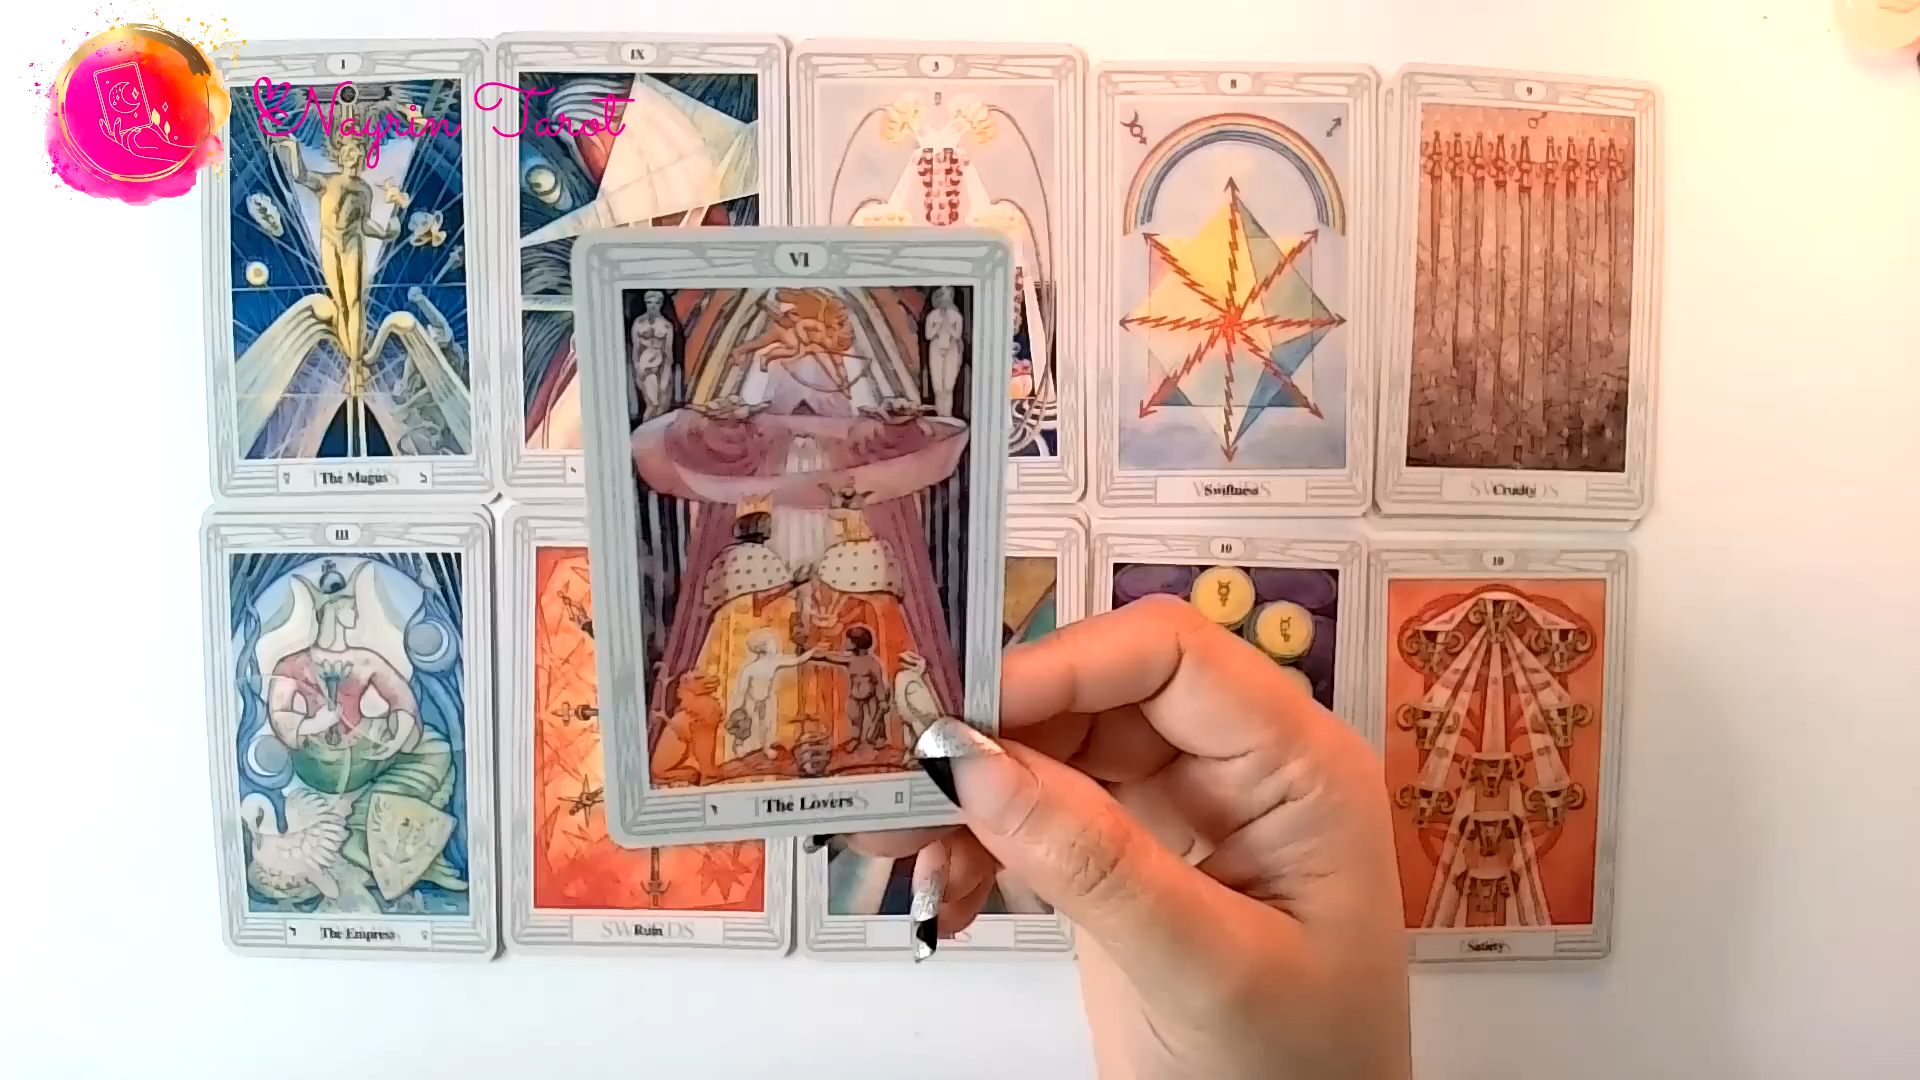 Nayrin Tarot
I
IX
3
8
9
The Magus
Swiftness
Cruelty
VI
The Lovers
III
10
10
The Empress
SWORDS
Ruin
Satiety